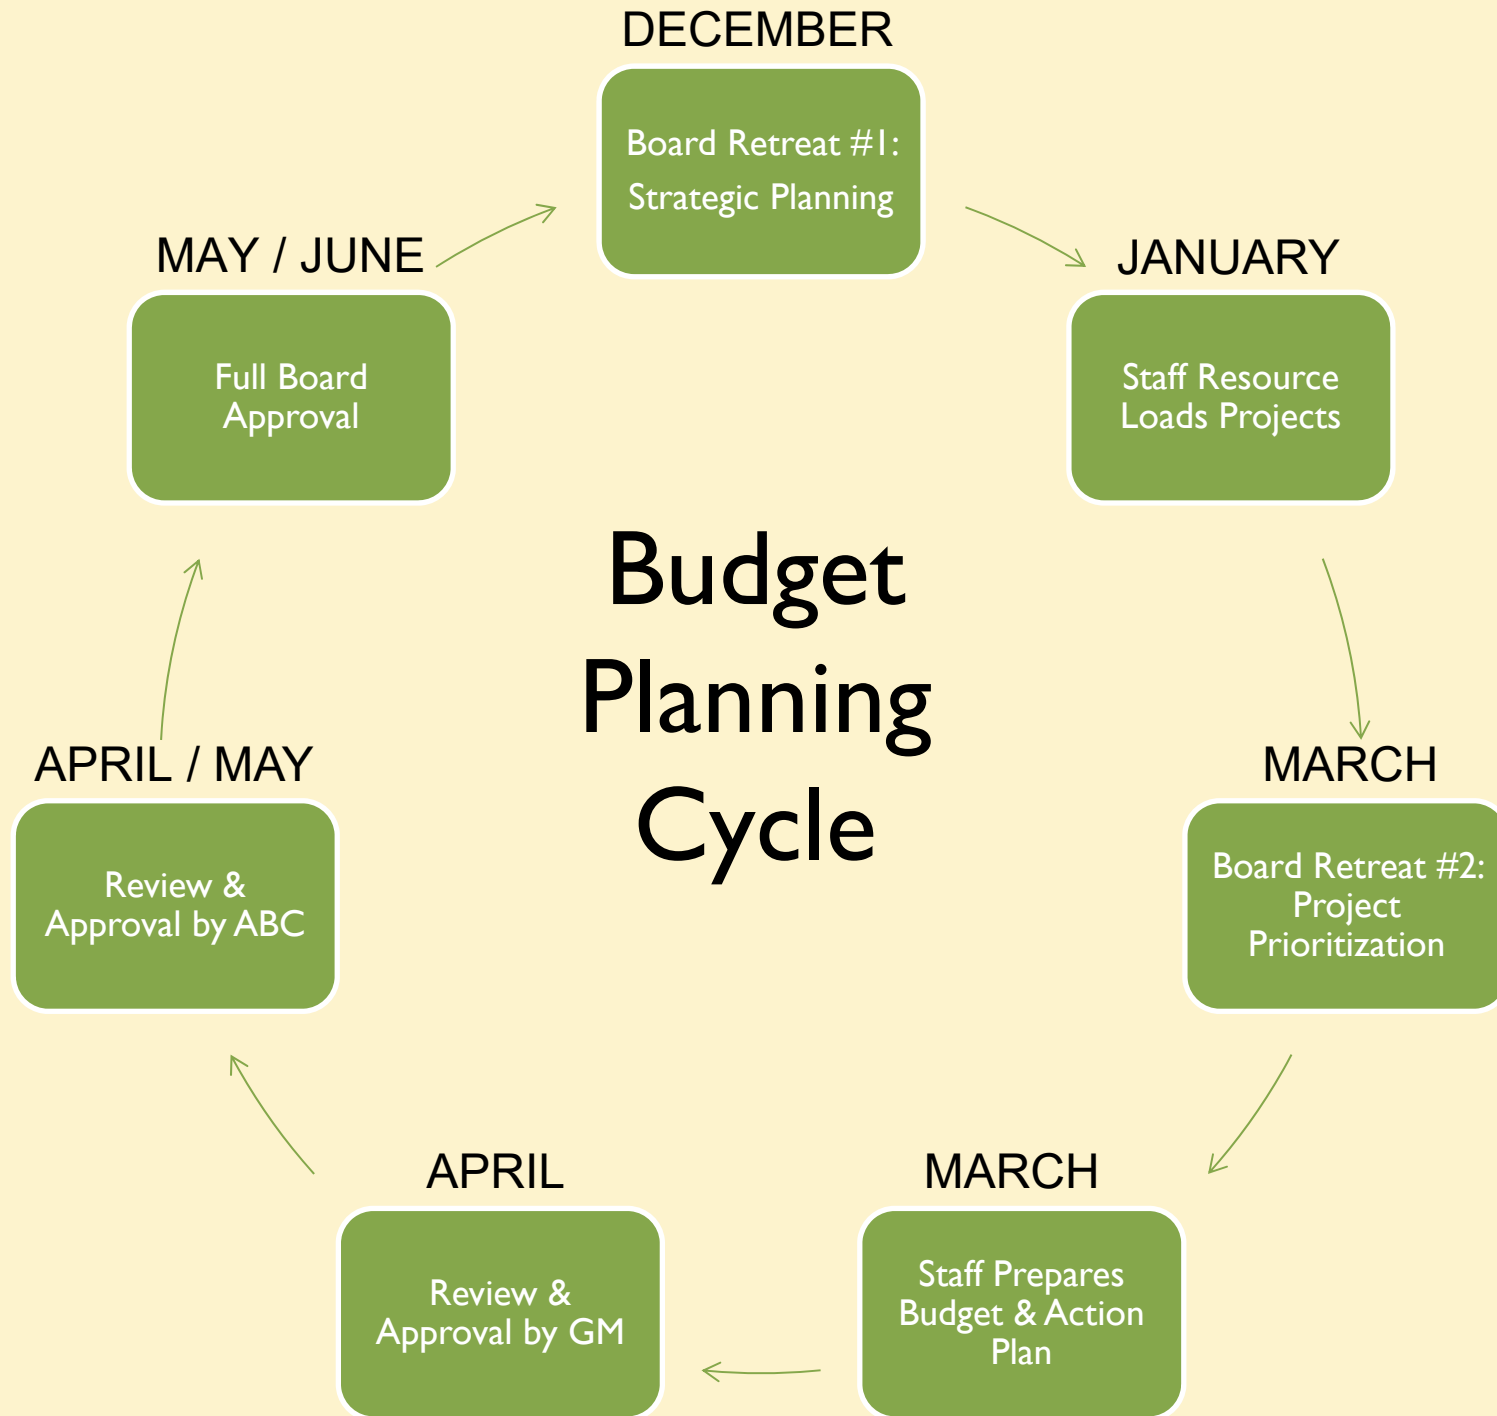 DECEMBER
Board Retreat #1:
Strategic Planning
JANUARY
Staff Resource
Loads Projects
MARCH
Board Retreat #2:
Project
Prioritization
MARCH
Staff Prepares
Budget & Action
Plan
APRIL
Review &
Approval by GM
APRIL / MAY
Review &
Approval by ABC
MAY / JUNE
Full Board
Approval
Budget
Planning
Cycle